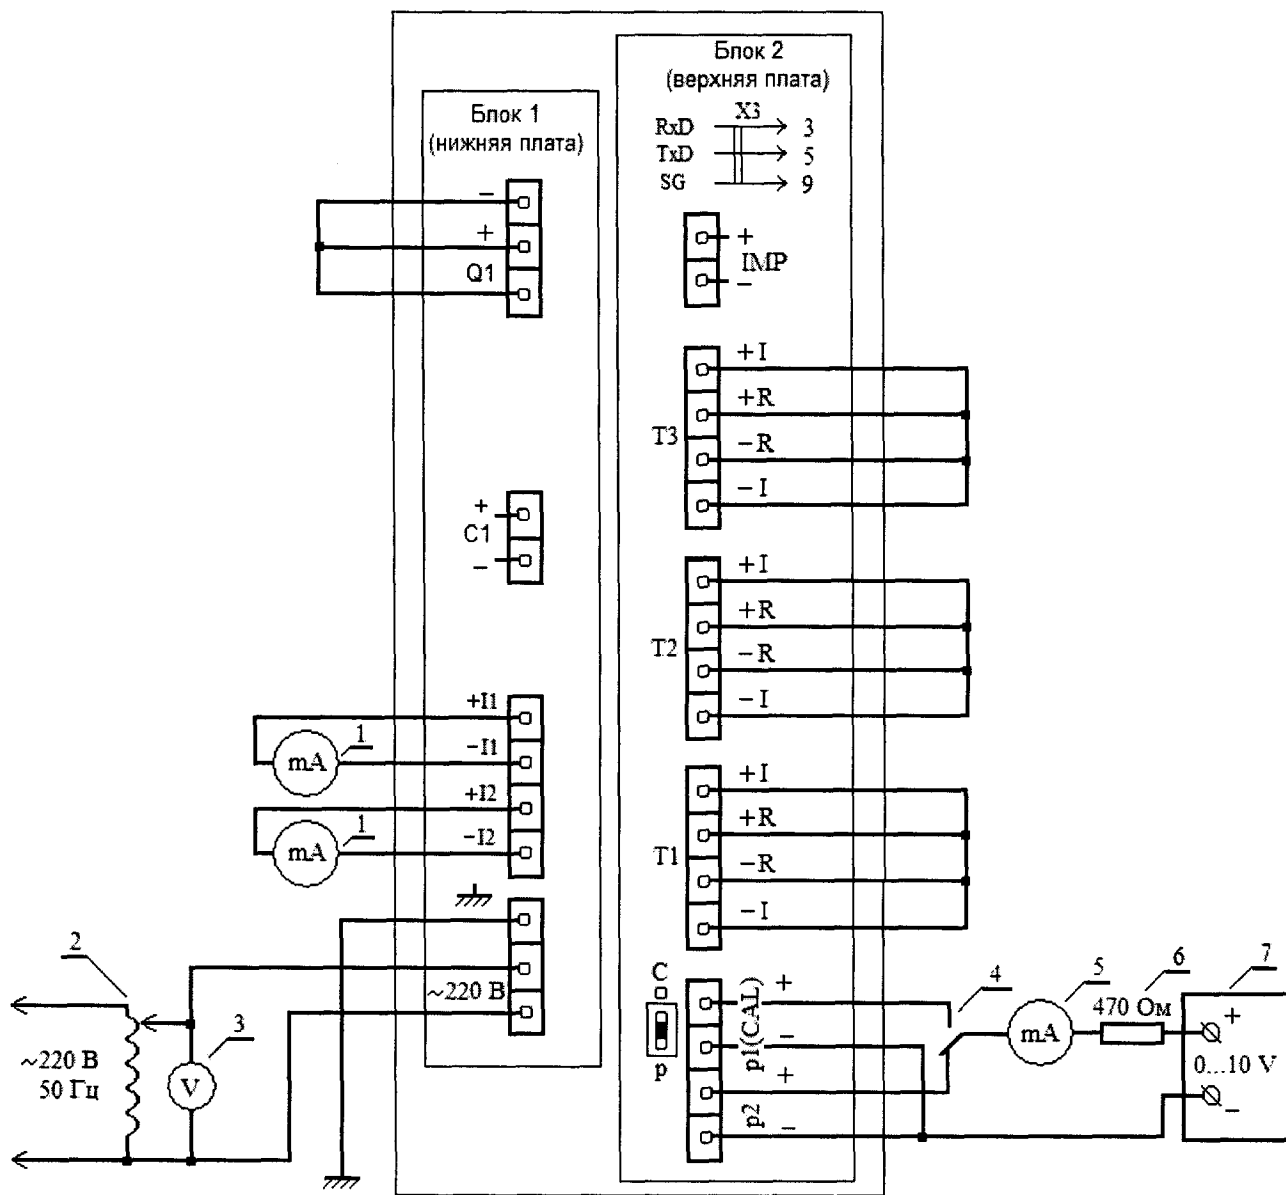 Блок 1
(нижняя плата)
−
+
Q1
+
C1
−
+I1
−I1
+I2
−I2
mA
1
mA
1
~220 В
2
3
V
~220 В
50 Гц
Блок 2
(верхняя плата)
X3
RxD
3
TxD
5
SG
9
+
IMP
−
T3
+I
+R
−R
−I
T2
+I
+R
−R
−I
T1
+I
+R
−R
−I
C
p
p1(CAL)
+
−
p2
+
−
4
5
mA
6
470 Ом
7
+
0...10 V
−